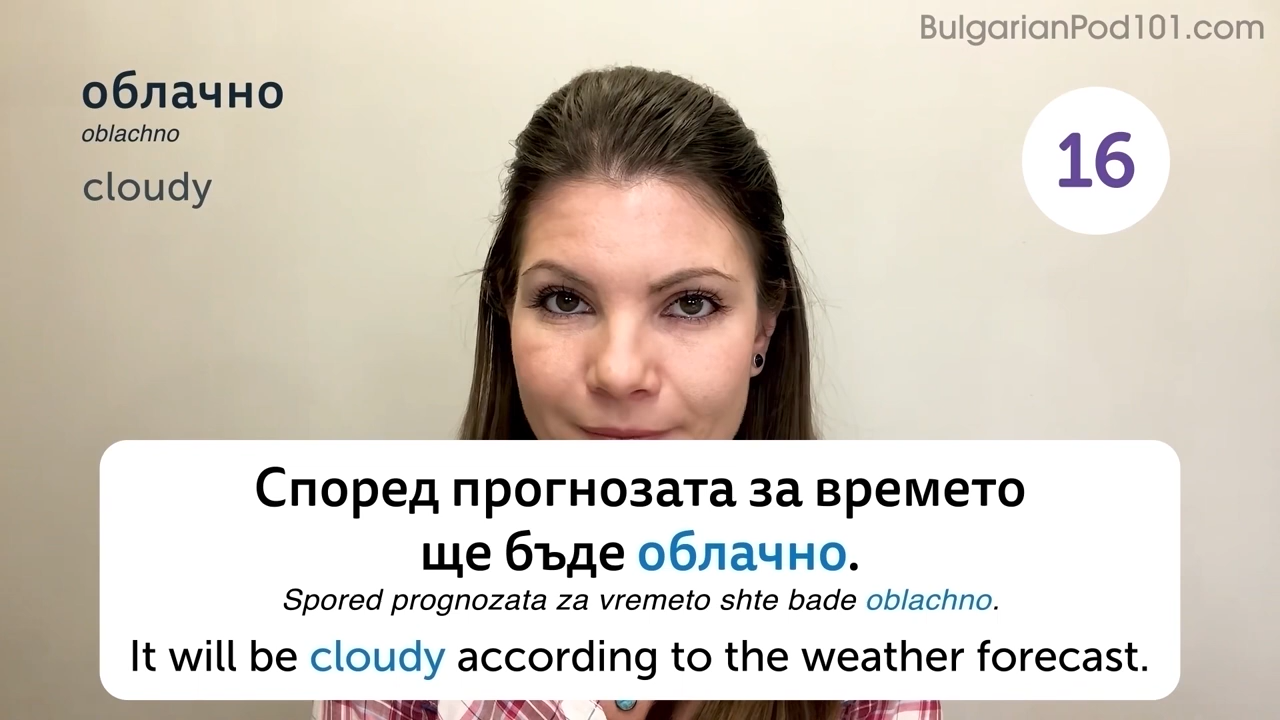 BulgarianPod101.com
облачно
oblachno
cloudy
16
Според прогнозата за времето
ще бъде облачно.
Spored prognozata za vremeto shte bade oblachno.
It will be cloudy according to the weather forecast.